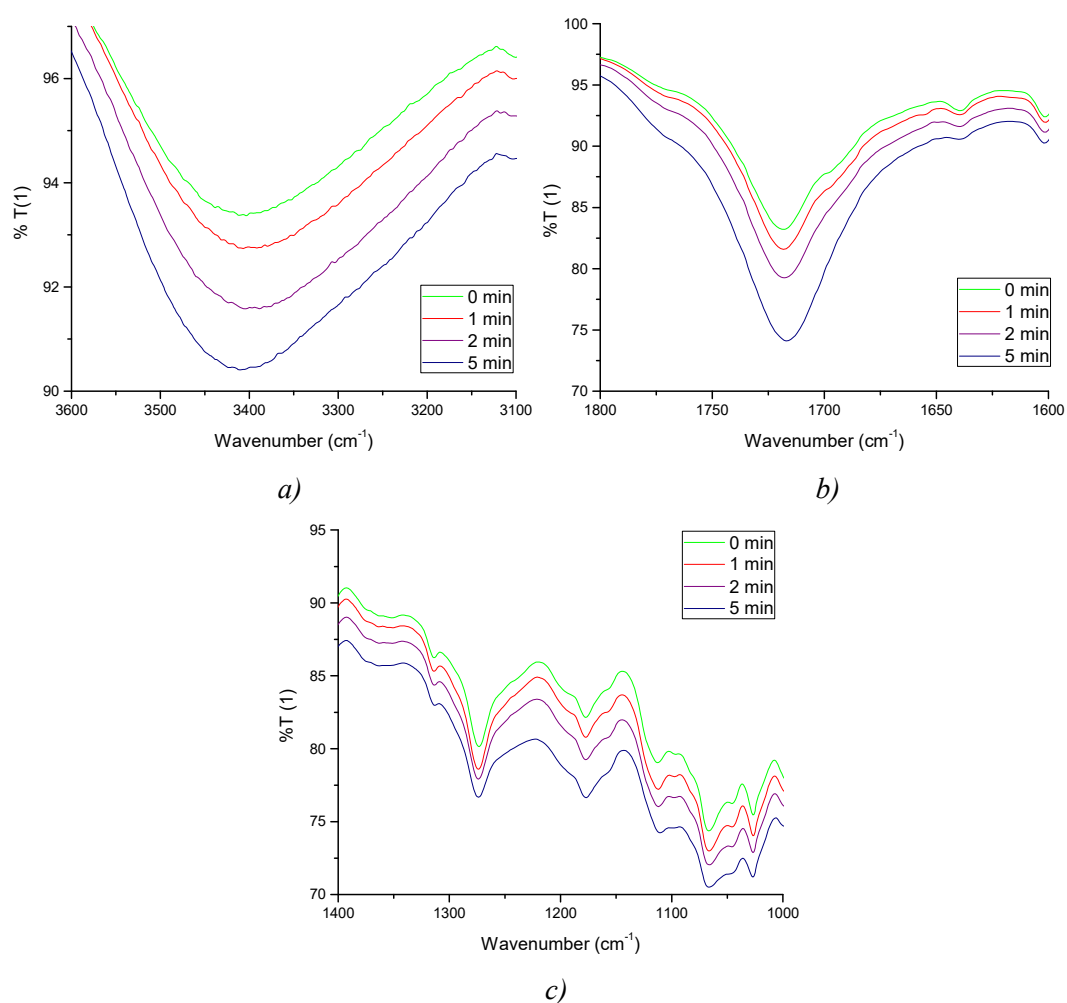 96
94
92
90
3600 3500 3400 3300 3200 3100
% T(1)
Wavenumber (cm⁻¹)
0 min
1 min
2 min
5 min
a)
100
95
90
85
80
75
70
1800 1750 1700 1650 1600
%T (1)
Wavenumber (cm⁻¹)
0 min
1 min
2 min
5 min
b)
95
90
85
80
75
70
1400 1300 1200 1100 1000
%T (1)
Wavenumber (cm⁻¹)
0 min
1 min
2 min
5 min
c)